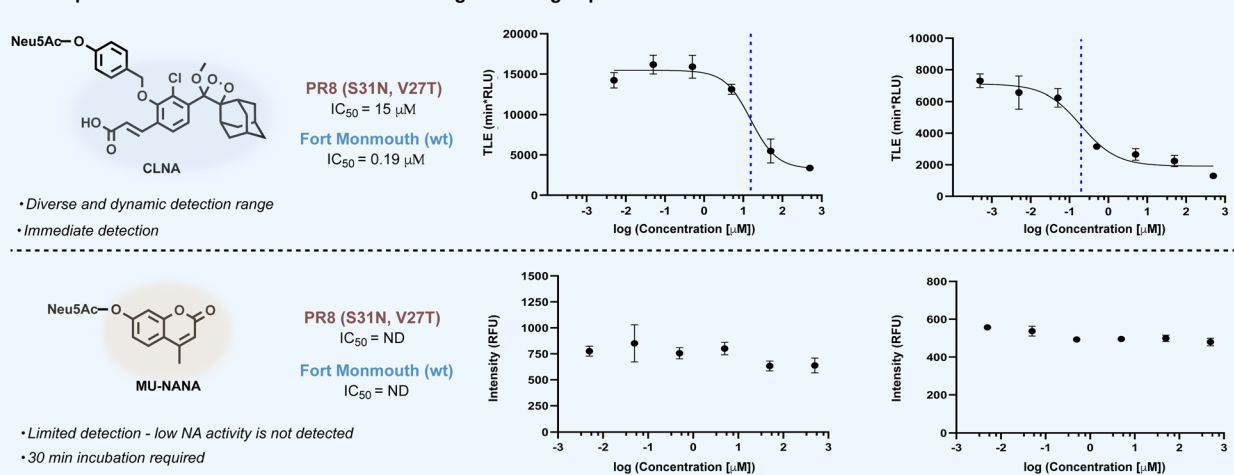 Neu5Ac
O
O
Cl
O
O
O
HO
O
CLNA
PR8 (S31N, V27T)
IC50 = 15 μM
Fort Monmouth (wt)
IC50 = 0.19 μM
• Diverse and dynamic detection range
• Immediate detection
TLE (min*RLU)
20000
15000
10000
5000
0
-3 -2 -1 0 1 2 3
log (Concentration [μM])
TLE (min*RLU)
10000
8000
6000
4000
2000
0
-3 -2 -1 0 1 2 3
log (Concentration [μM])
Neu5Ac
O
O
O
MU-NANA
PR8 (S31N, V27T)
IC50 = ND
Fort Monmouth (wt)
IC50 = ND
• Limited detection - low NA activity is not detected
• 30 min incubation required
Intensity (RFU)
1500
1250
1000
750
500
250
0
-3 -2 -1 0 1 2 3
log (Concentration [μM])
Intensity (RFU)
800
600
400
200
0
-3 -2 -1 0 1 2 3
log (Concentration [μM])